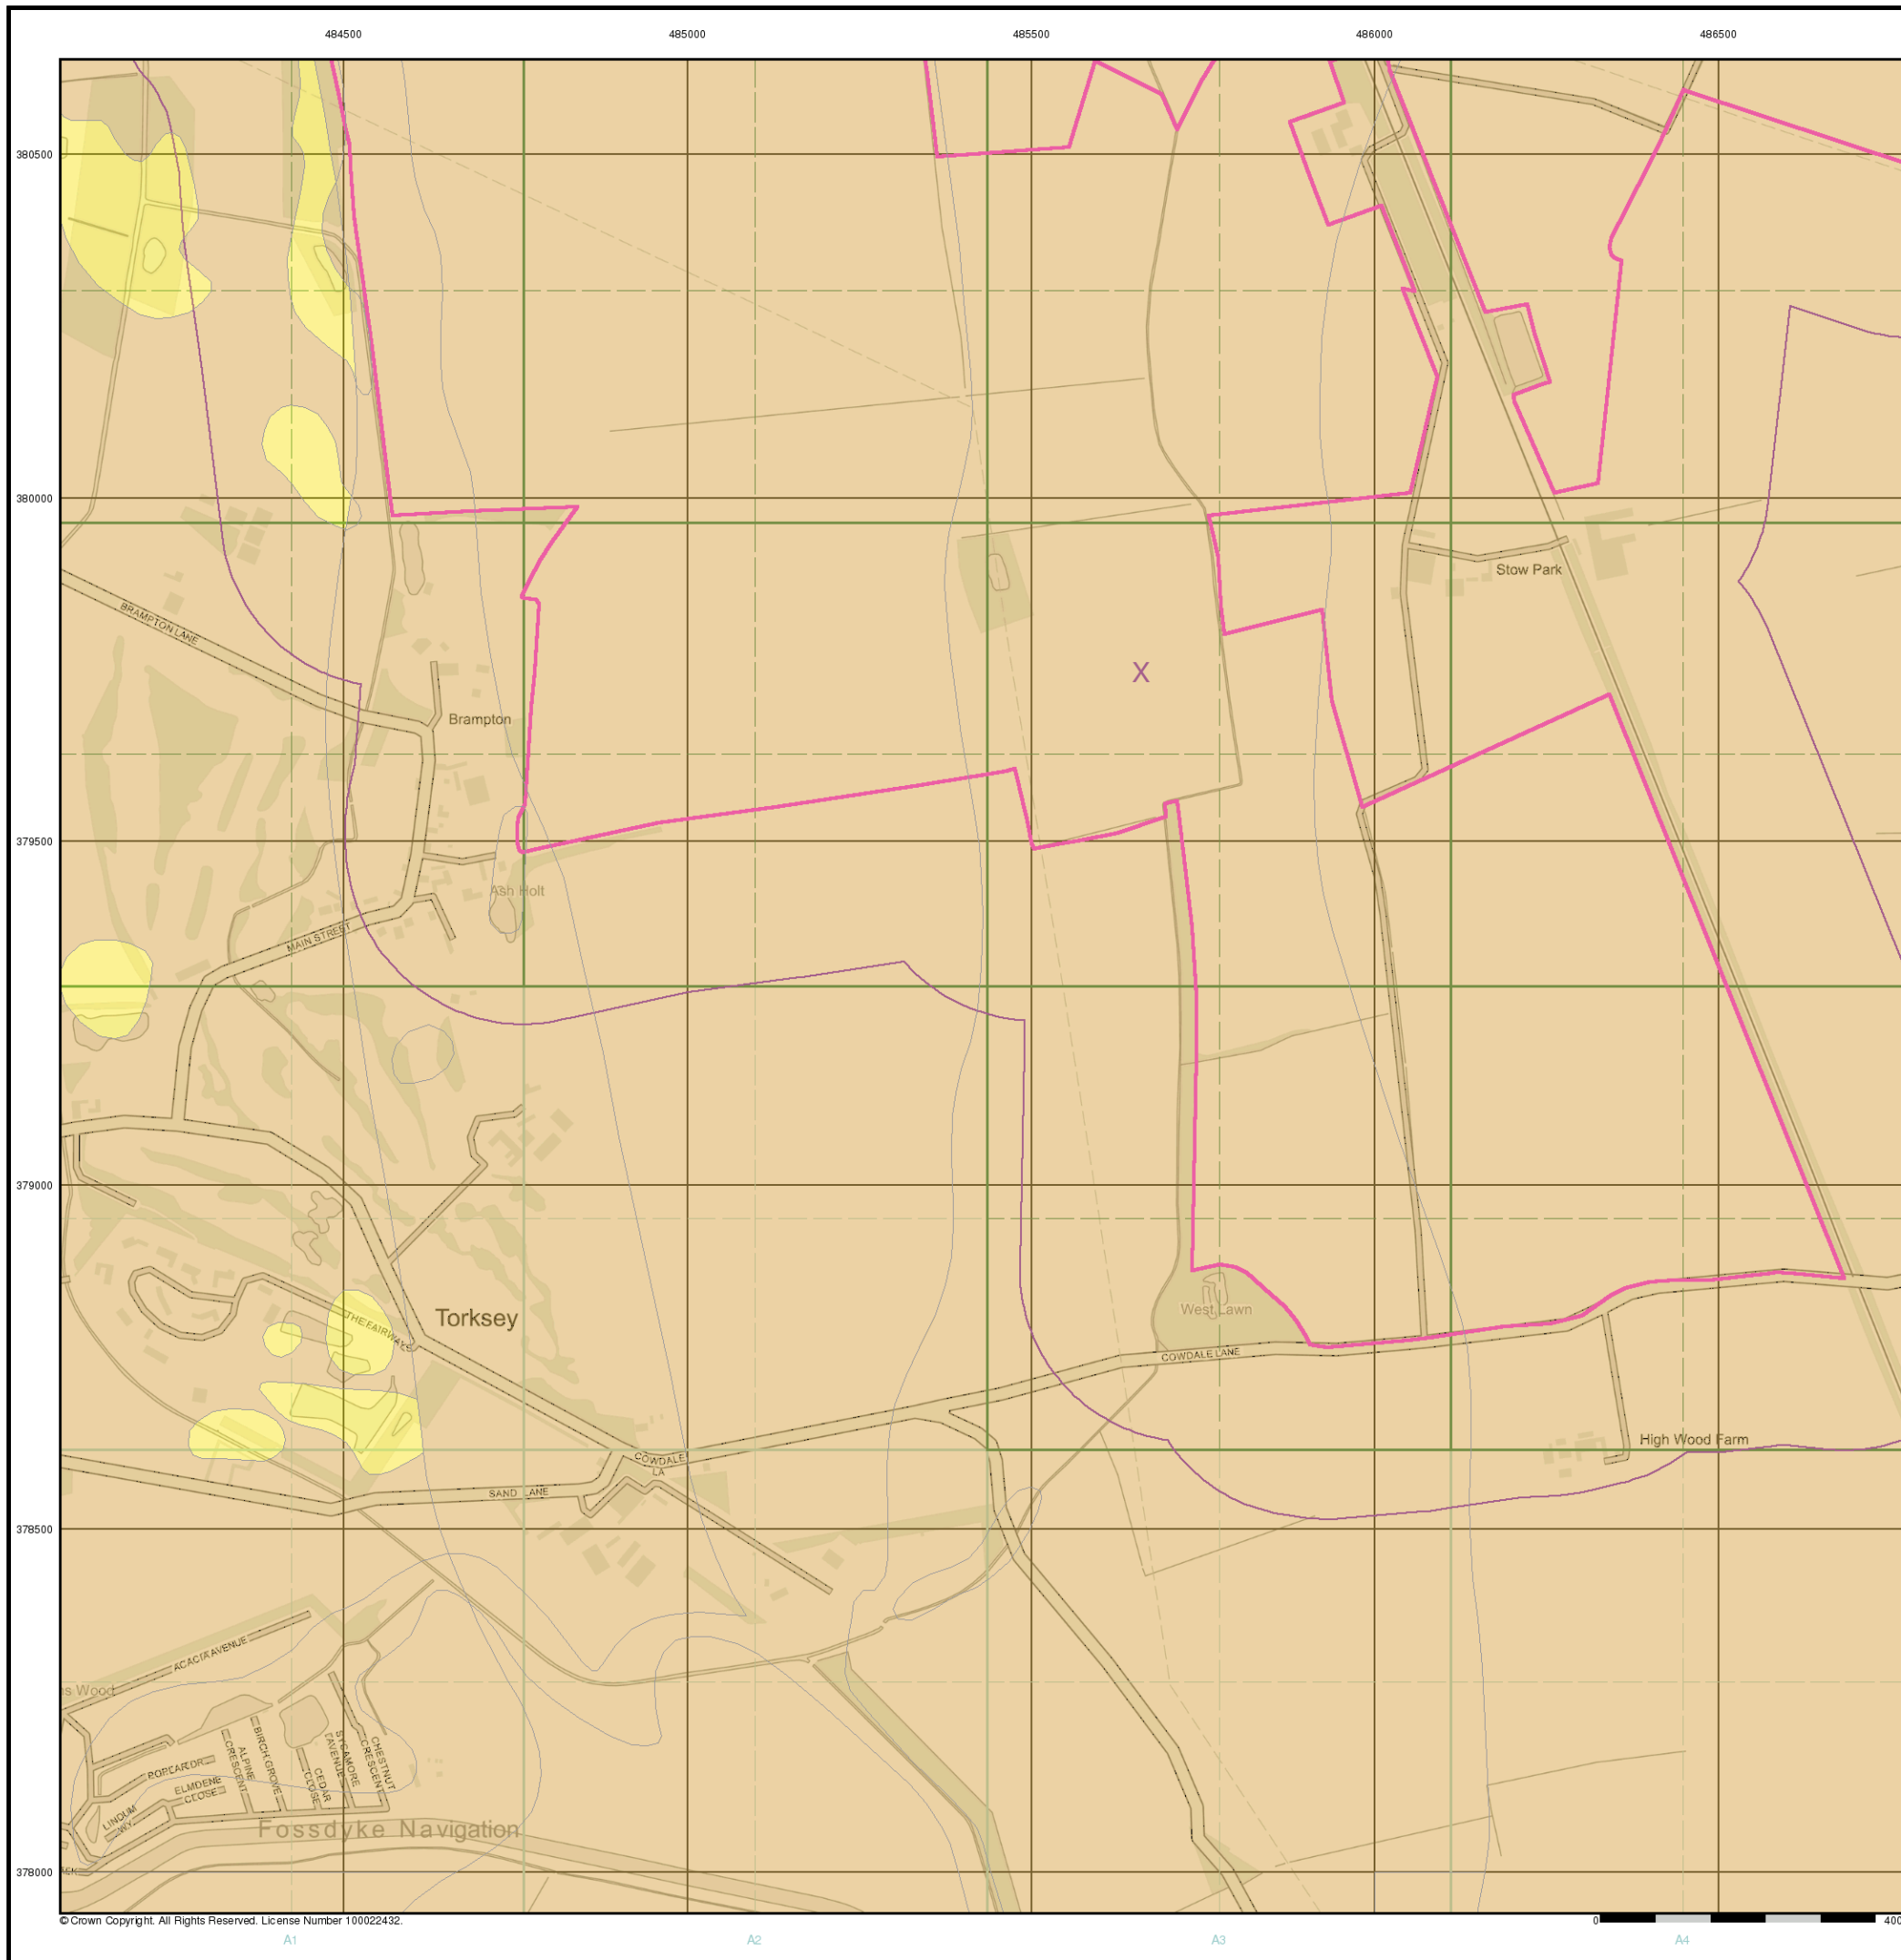 484500 485000 485500 486000 486500
380500
380000
379500
379000
378500
378000
Stow Park
BRAMPTON LANE
X
Brampton
Ash Holt
MAIN STREET
West Lawn
THE FAIRWAYS
Torksey
COWDALE LANE
High Wood Farm
COWDALE
LA
SAND LANE
ACACIA AVENUE
Wood
POPLAR DR
ALPINE
CRESCENT
BIRCH GROVE
CEDAR
CLOSE
SYCAMORE
AVENUE
CHESTNUT
CRESCENT
ELMDENE
CLOSE
LINDUM
WY
Fossdyke Navigation
© Crown Copyright. All Rights Reserved. License Number 100022432.
0 400
A1 A2 A3 A4